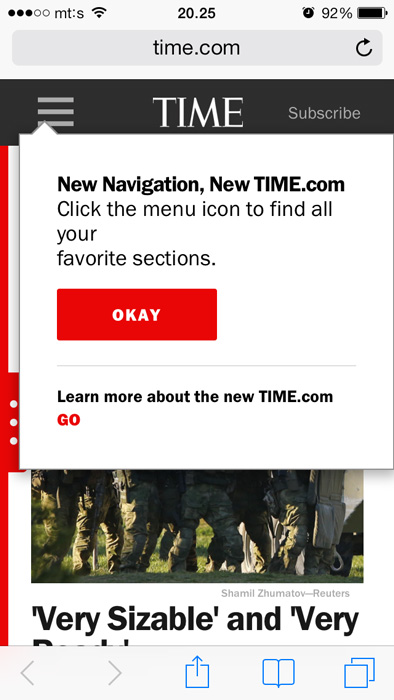 mt:s 20.25 92%
time.com
TIME Subscribe
New Navigation, New TIME.com
Click the menu icon to find all
your
favorite sections.
OKAY
Learn more about the new TIME.com
GO
Shamil Zhumatov—Reuters
'Very Sizable' and 'Very
Ready'